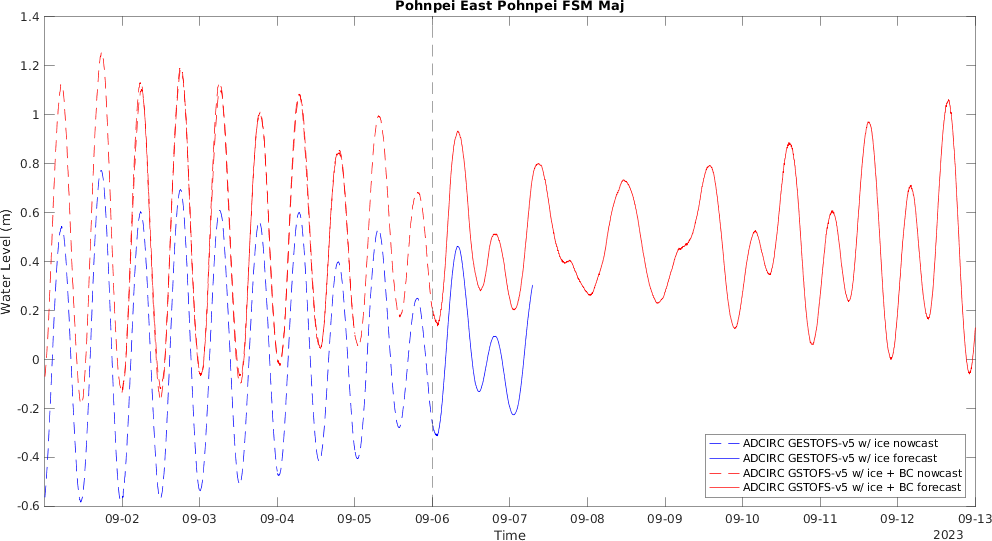 Pohnpei East Pohnpei FSM Maj
1.4
1.2
1
0.8
0.6
0.4
0.2
0
-0.2
-0.4
-0.6
Water Level (m)
ADCIRC GESTOFS-v5 w/ ice nowcast
ADCIRC GESTOFS-v5 w/ ice forecast
ADCIRC GSTOFS-v5 w/ ice + BC nowcast
ADCIRC GSTOFS-v5 w/ ice + BC forecast
09-02 09-03 09-04 09-05 09-06 09-07 09-08 09-09 09-10 09-11 09-12 09-13
Time
2023